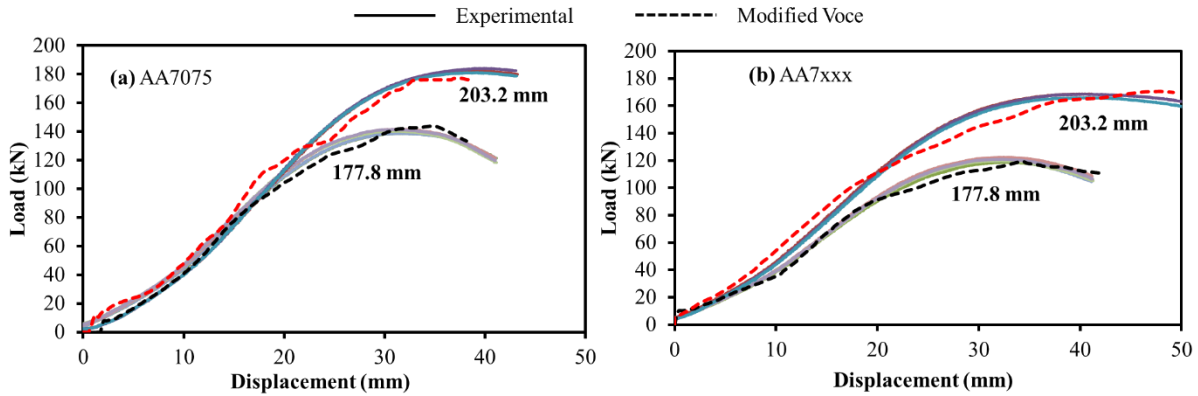 Experimental Modified Voce
(a) AA7075
203.2 mm
177.8 mm
Load (kN)
200
180
160
140
120
100
80
60
40
20
0
0 10 20 30 40 50
Displacement (mm)
(b) AA7xxx
203.2 mm
177.8 mm
Load (kN)
200
180
160
140
120
100
80
60
40
20
0
0 10 20 30 40 50
Displacement (mm)